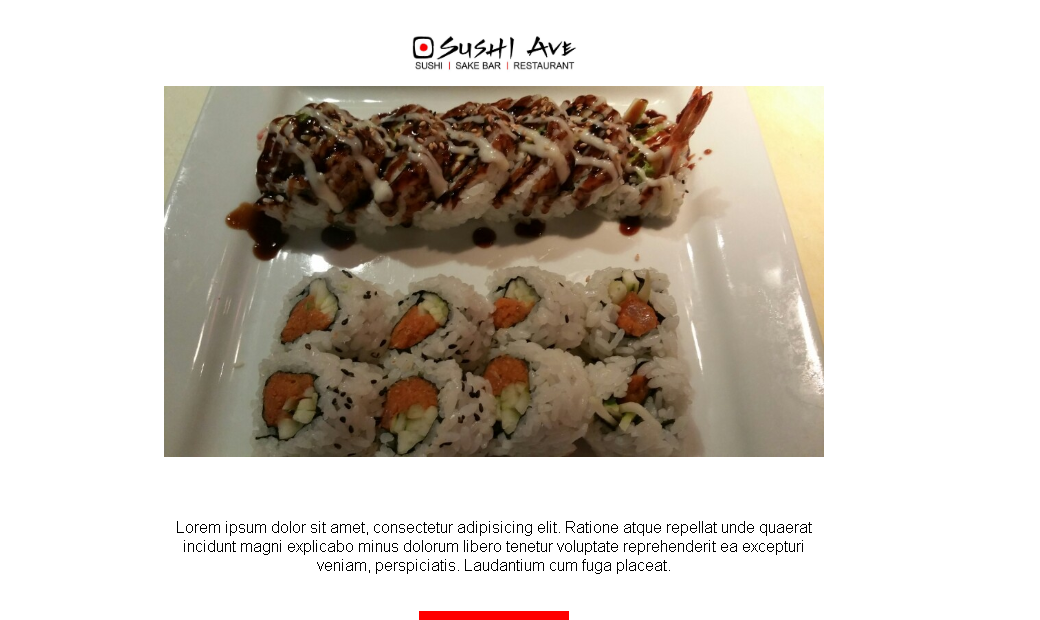 SUSHI AVE
SUSHI | SAKE BAR | RESTAURANT
Lorem ipsum dolor sit amet, consectetur adipisicing elit. Ratione atque repellat unde quaerat
incidunt magni explicabo minus dolorum libero tenetur voluptate reprehenderit ea excepturi
veniam, perspiciatis. Laudantium cum fuga placeat.